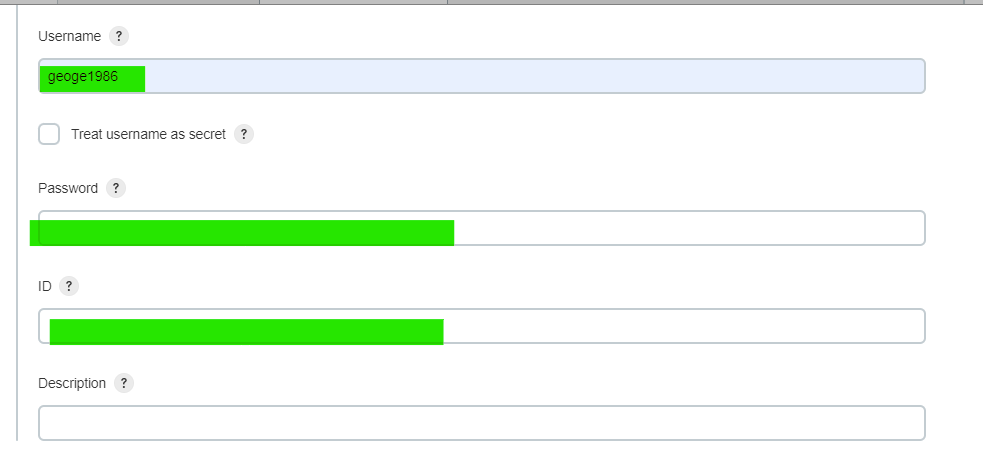 Username ?
geoge1986
Treat username as secret ?
Password ?
ID ?
Description ?